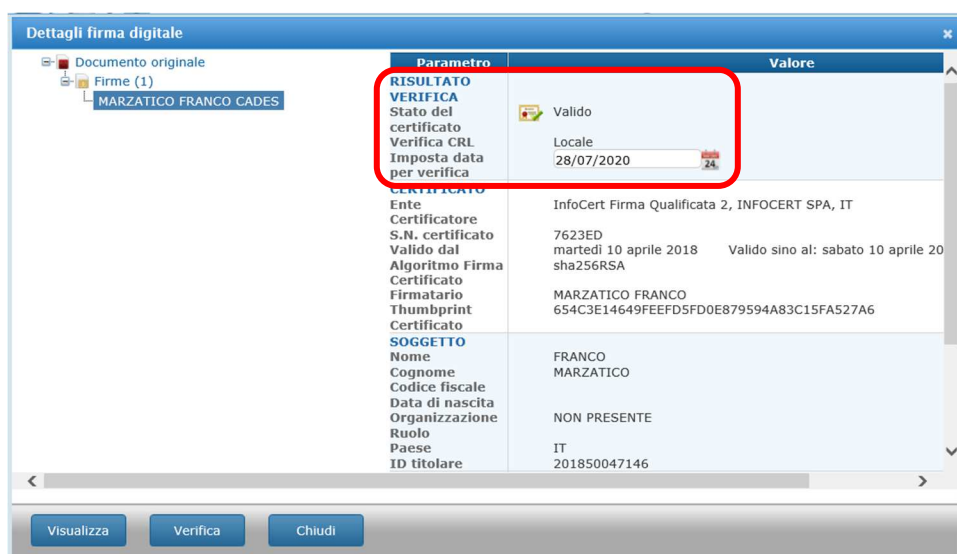 Dettagli firma digitale
Documento originale
Firme (1)
MARZATICO FRANCO CADES
Parametro Valore
RISULTATO
VERIFICA
Stato del Valido
certificato
Verifica CRL Locale
Imposta data 28/07/2020 24
per verifica
CERTIFICATO
Ente InfoCert Firma Qualificata 2, INFOCERT SPA, IT
Certificatore
S.N. certificato 7623ED
Valido dal martedì 10 aprile 2018 Valido sino al: sabato 10 aprile 20
Algoritmo Firma sha256RSA
Certificato
Firmatario MARZATICO FRANCO
Thumbprint 654C3E14649FEEFD5FD0E879594A83C15FA527A6
Certificato
SOGGETTO
Nome FRANCO
Cognome MARZATICO
Codice fiscale
Data di nascita
Organizzazione NON PRESENTE
Ruolo
Paese IT
ID titolare 201850047146
Visualizza Verifica Chiudi